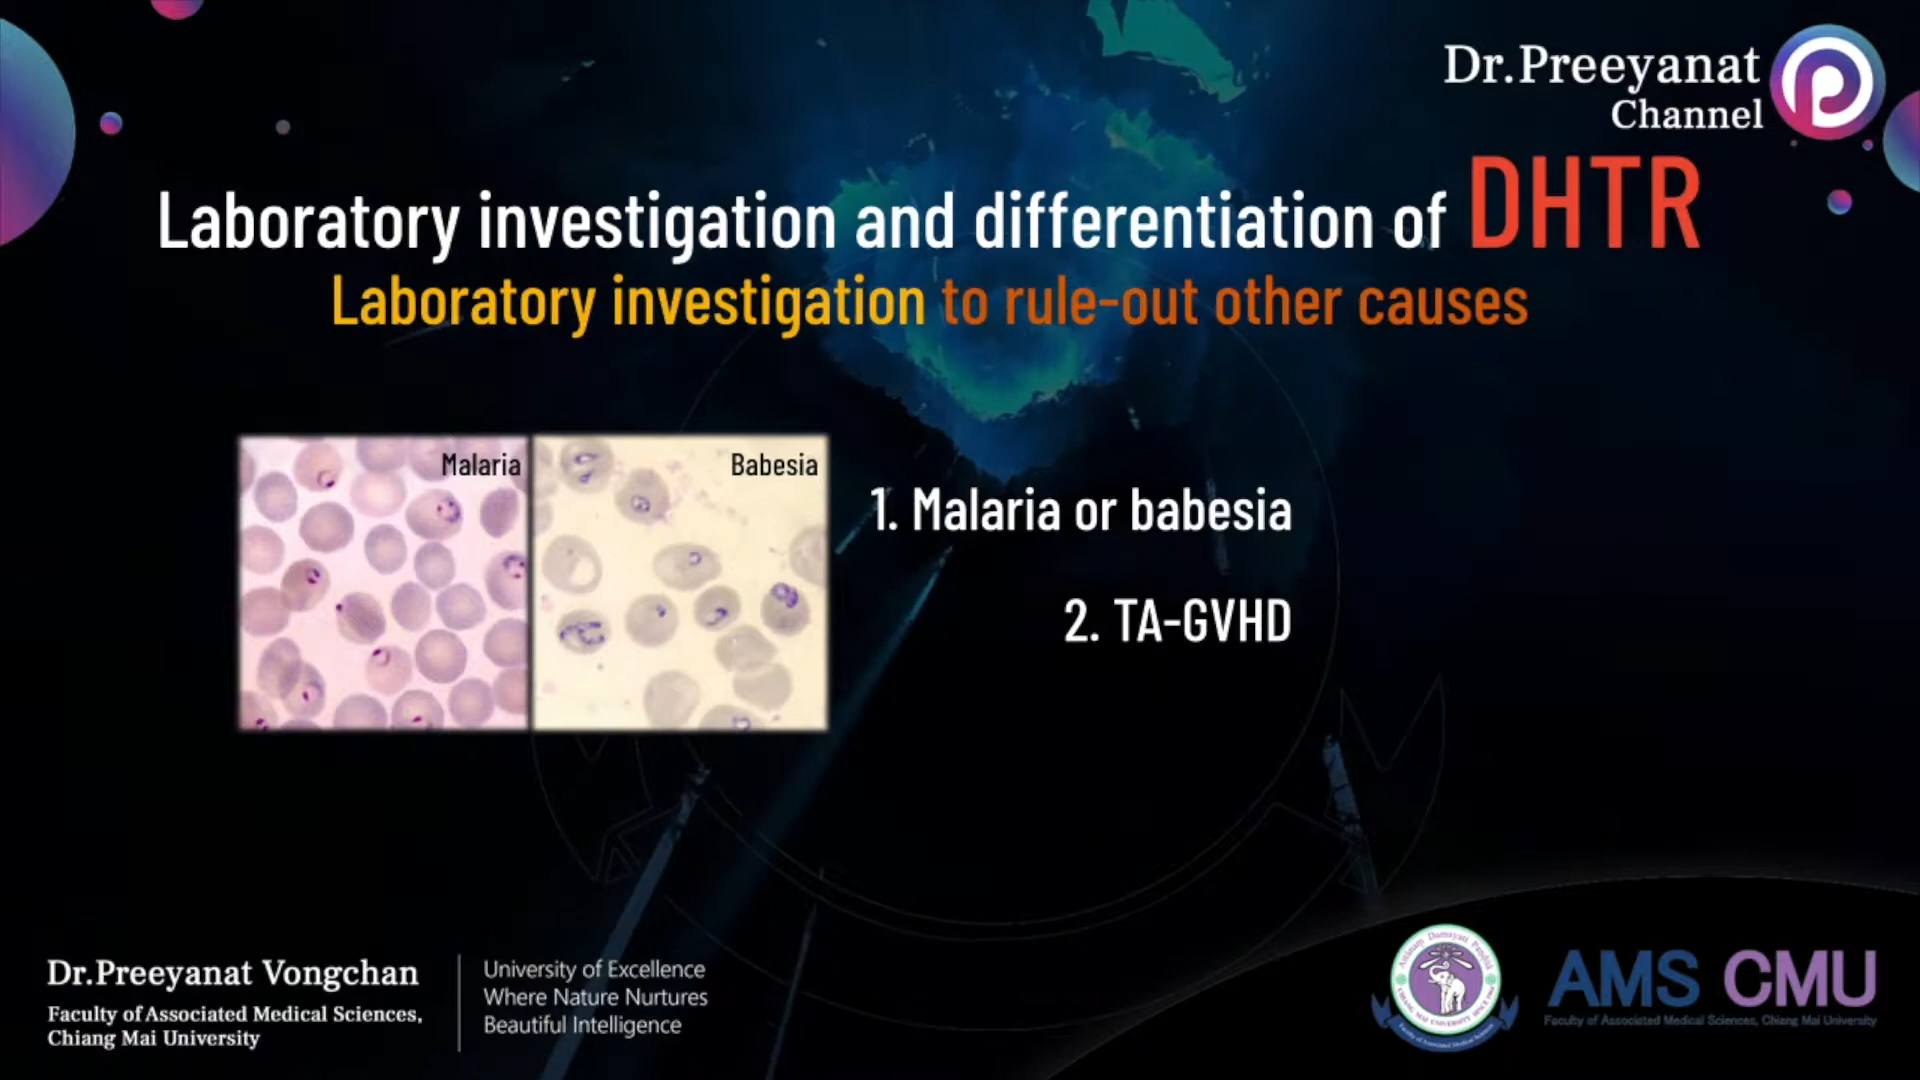 Dr.Preeyanat
Channel
Laboratory investigation and differentiation of DHTR
Laboratory investigation to rule-out other causes
Malaria
Babesia
1. Malaria or babesia
2. TA-GVHD
Dr.Preeyanat Vongchan
Faculty of Associated Medical Sciences,
Chiang Mai University
University of Excellence
Where Nature Nurtures
Beautiful Intelligence
AMS CMU
Faculty of Associated Medical Sciences, Chiang Mai University